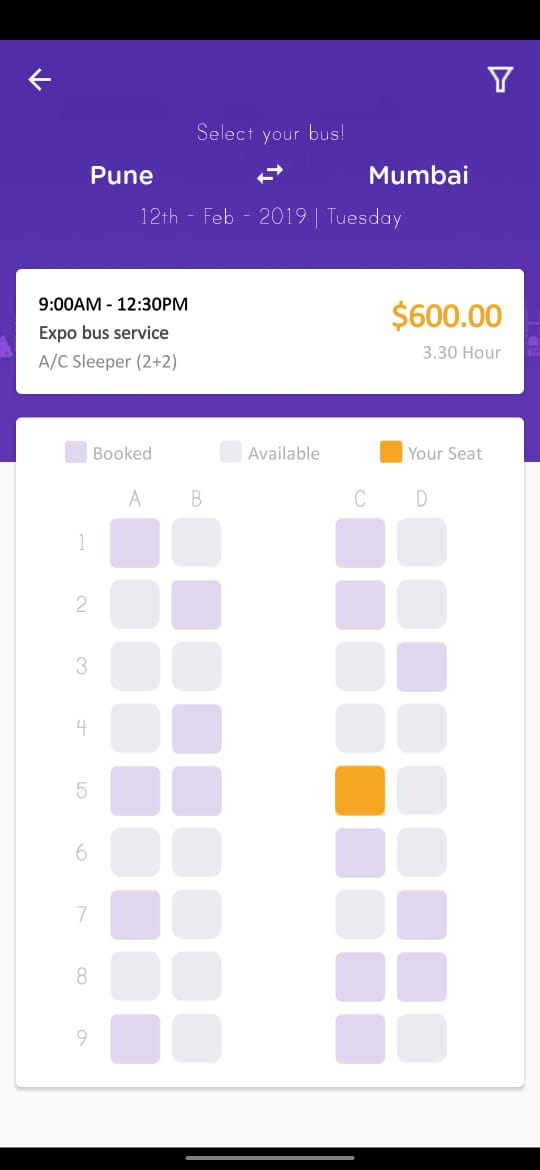 Select your bus!
Pune Mumbai
12th - Feb - 2019 | Tuesday
9:00AM - 12:30PM
$600.00
Expo bus service
3.30 Hour
A/C Sleeper (2+2)
Booked Available Your Seat
A B C D
1
2
3
4
5
6
7
8
9